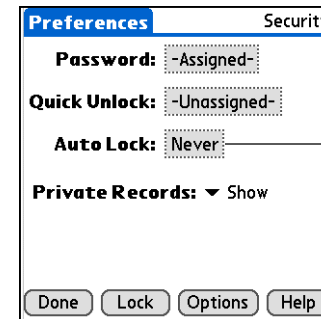 Preferences Securit
Password: -Assigned-
Quick Unlock: -Unassigned-
Auto Lock: Never
Private Records: Show
Done Lock Options Help